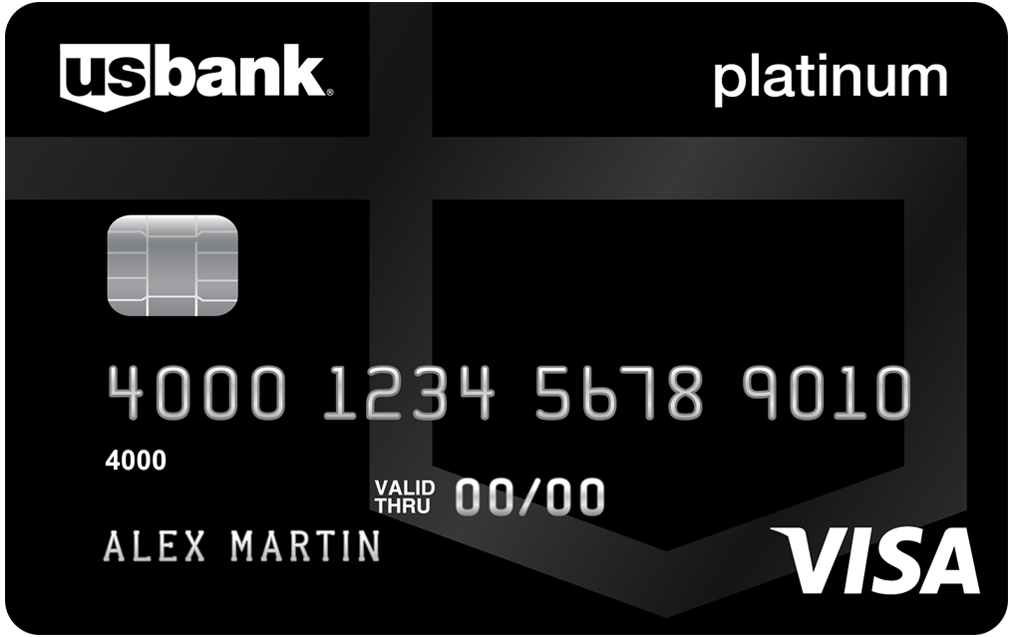 usbank®
platinum
4000 1234 5678 9010
4000
VALID
THRU 00/00
ALEX MARTIN
VISA